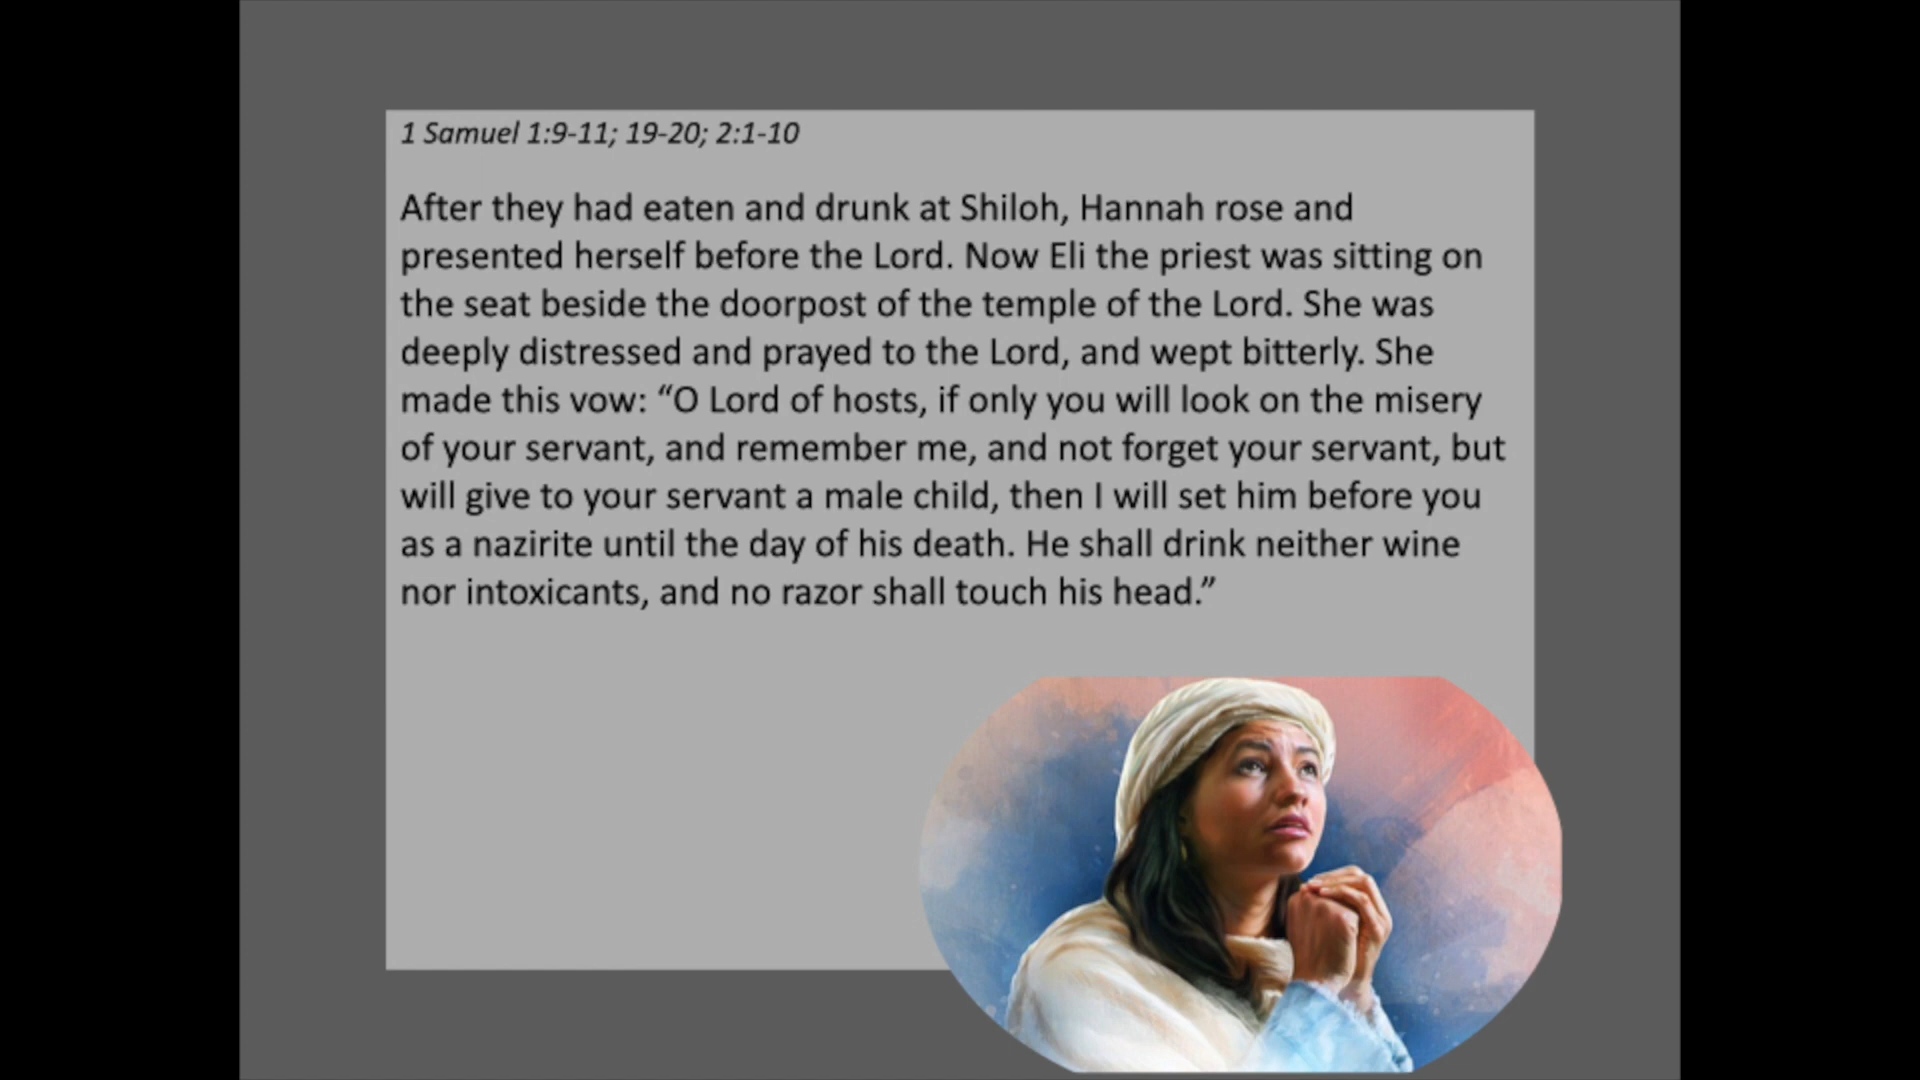 1 Samuel 1:9-11; 19-20; 2:1-10
After they had eaten and drunk at Shiloh, Hannah rose and
presented herself before the Lord. Now Eli the priest was sitting on
the seat beside the doorpost of the temple of the Lord. She was
deeply distressed and prayed to the Lord, and wept bitterly. She
made this vow: “O Lord of hosts, if only you will look on the misery
of your servant, and remember me, and not forget your servant, but
will give to your servant a male child, then I will set him before you
as a nazirite until the day of his death. He shall drink neither wine
nor intoxicants, and no razor shall touch his head.”